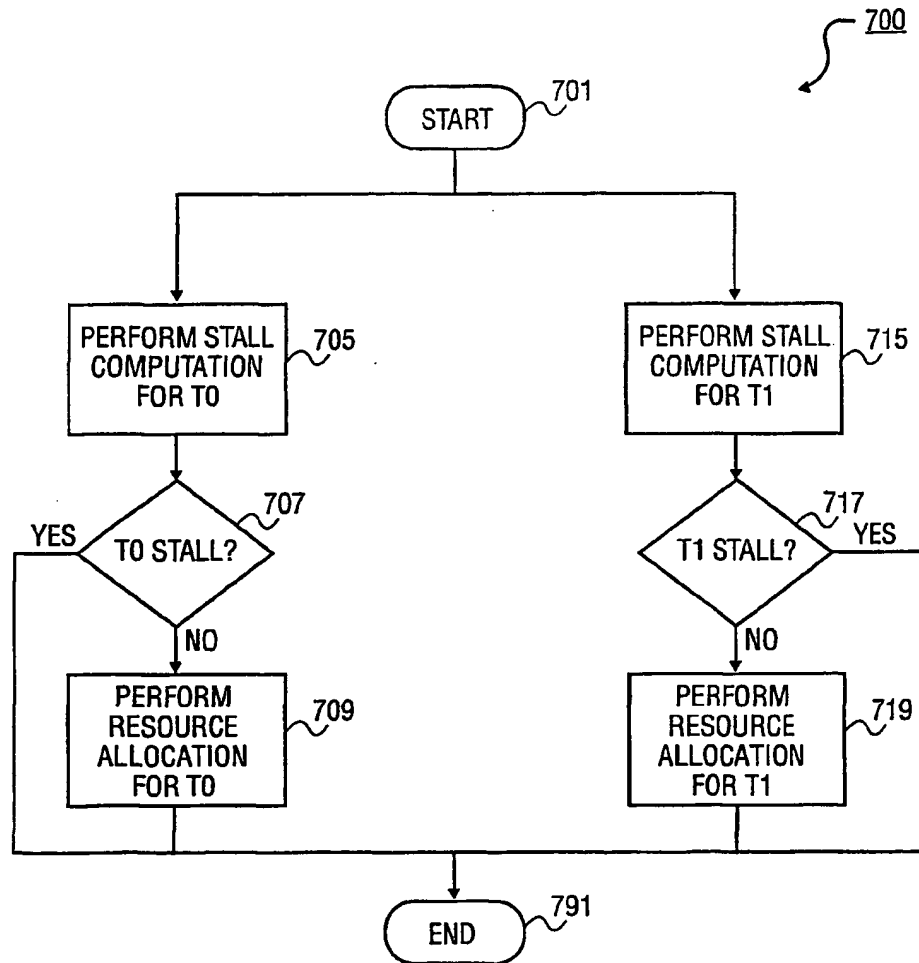 700
START
701
PERFORM STALL
COMPUTATION
FOR T0
705
PERFORM STALL
COMPUTATION
FOR T1
715
707
YES
T0 STALL?
NO
717
T1 STALL?
YES
NO
PERFORM
RESOURCE
ALLOCATION
FOR T0
709
PERFORM
RESOURCE
ALLOCATION
FOR T1
719
END
791